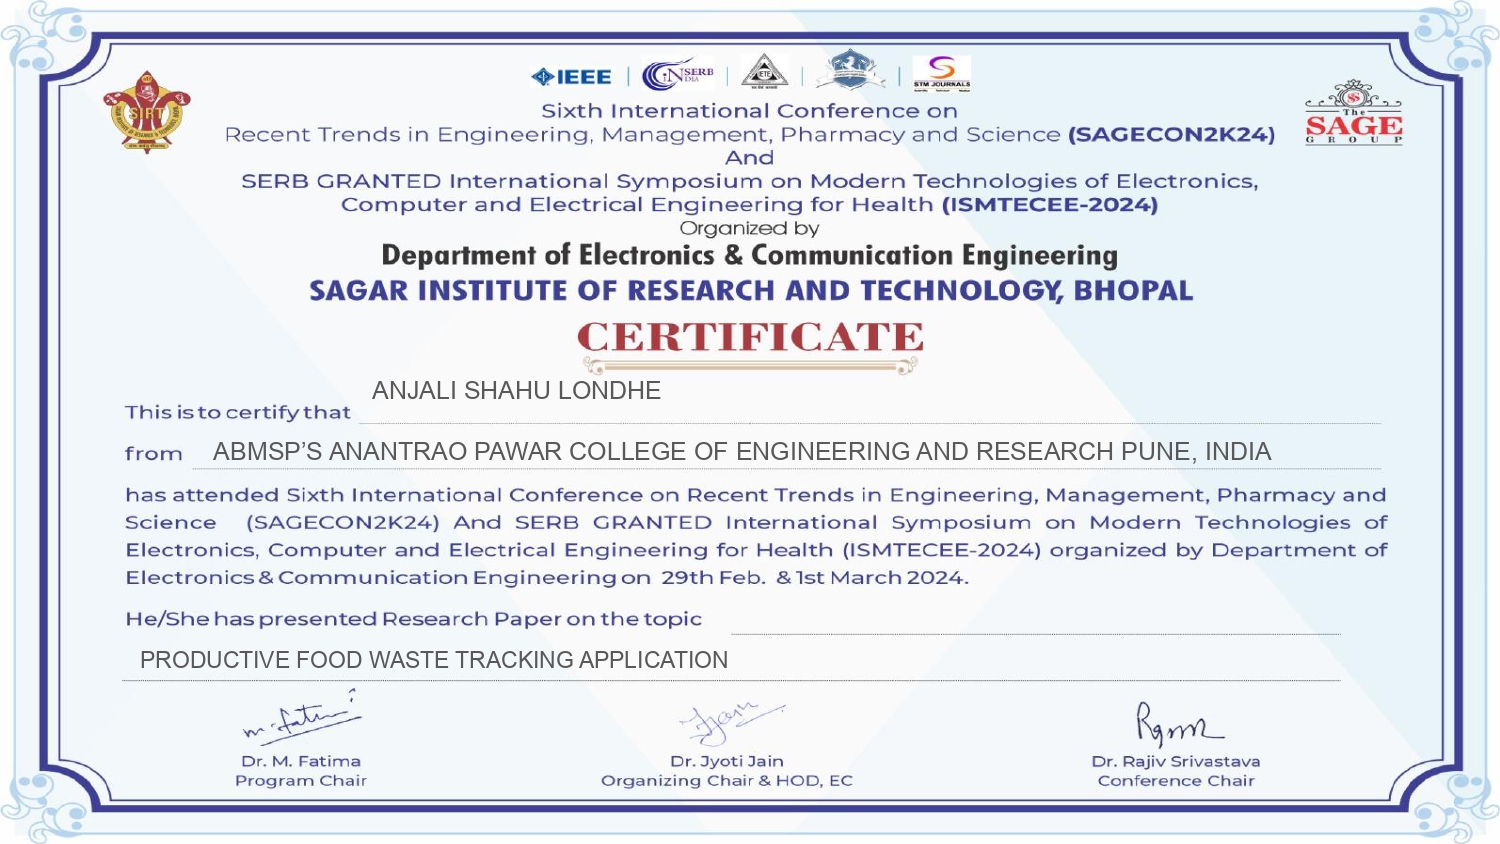 IEEE
iNSERB INDIA
IETE
STM JOURNALS
SIRT
The
SAGE
GROUP
Sixth International Conference on
Recent Trends in Engineering, Management, Pharmacy and Science (SAGECON2K24)
And
SERB GRANTED International Symposium on Modern Technologies of Electronics,
Computer and Electrical Engineering for Health (ISMTECEE-2024)
Organized by
Department of Electronics & Communication Engineering
SAGAR INSTITUTE OF RESEARCH AND TECHNOLOGY, BHOPAL
CERTIFICATE
This is to certify that ANJALI SHAHU LONDHE
from ABMSP’S ANANTRAO PAWAR COLLEGE OF ENGINEERING AND RESEARCH PUNE, INDIA
has attended Sixth International Conference on Recent Trends in Engineering, Management, Pharmacy and
Science (SAGECON2K24) And SERB GRANTED International Symposium on Modern Technologies of
Electronics, Computer and Electrical Engineering for Health (ISMTECEE-2024) organized by Department of
Electronics & Communication Engineering on 29th Feb. & 1st March 2024.
He/She has presented Research Paper on the topic
PRODUCTIVE FOOD WASTE TRACKING APPLICATION
Dr. M. Fatima
Program Chair
Dr. Jyoti Jain
Organizing Chair & HOD, EC
Dr. Rajiv Srivastava
Conference Chair